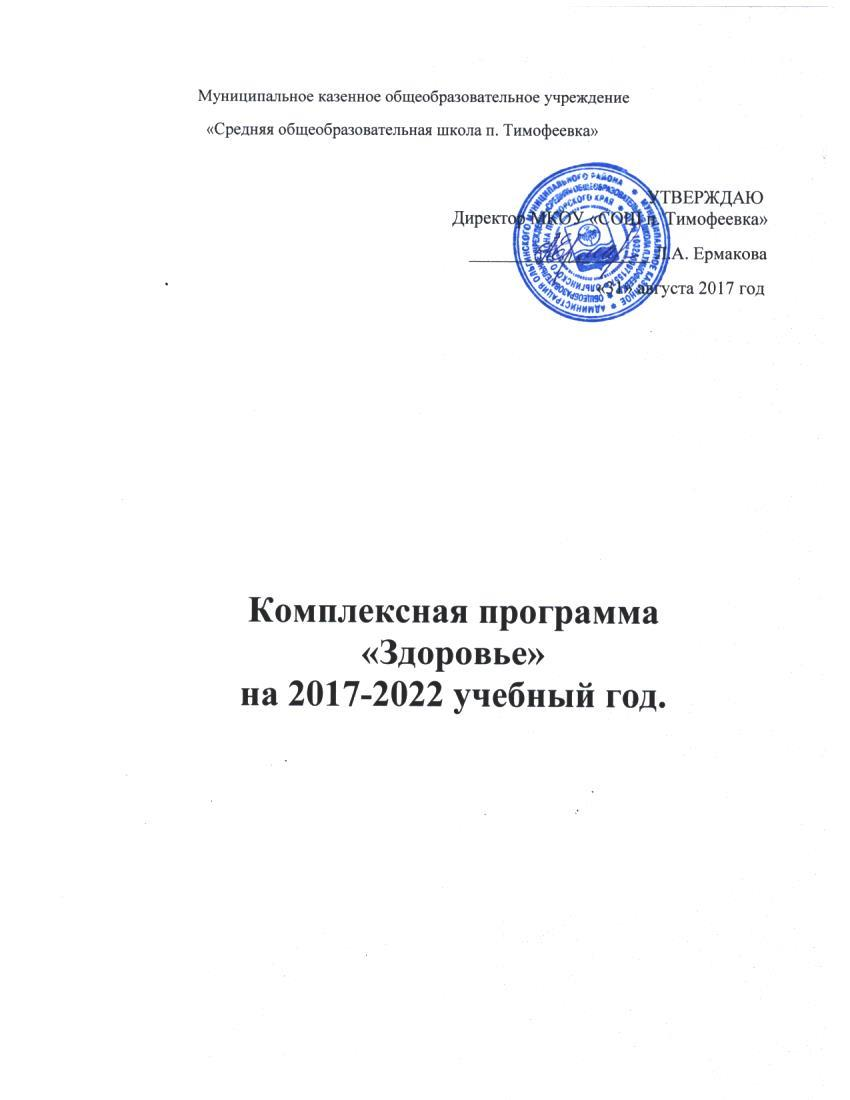 Муниципальное казенное общеобразовательное учреждение
«Средняя общеобразовательная школа п. Тимофеевка»
УТВЕРЖДАЮ
Директор МКОУ «СОШ п. Тимофеевка»
Л.А. Ермакова
«31» августа 2017 год
Комплексная программа
«Здоровье»
на 2017-2022 учебный год.